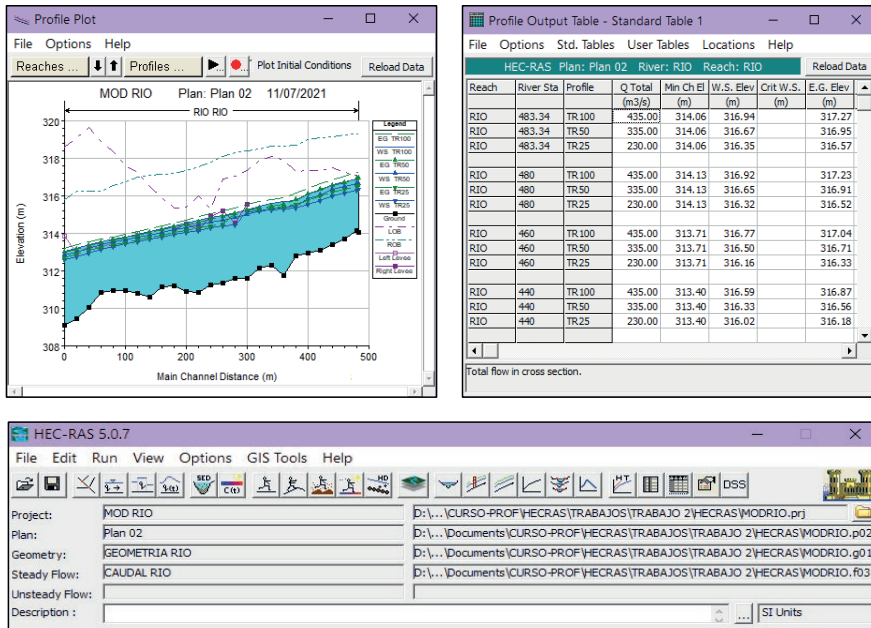 Profile Plot
File Options Help
Reaches ... Profiles ... Plot Initial Conditions Reload Data
MOD RIO Plan: Plan 02 11/07/2021
RIO RIO
Legend
EG TR100
WS TR100
EG TR50
WS TR50
EG TR25
WS TR25
Ground
LOB
ROB
Left Levee
Right Levee
320
318
316
314
312
310
308
Elevation (m)
0 100 200 300 400 500
Main Channel Distance (m)
Profile Output Table - Standard Table 1
File Options Std. Tables User Tables Locations Help
HEC-RAS Plan: Plan 02 River: RIO Reach: RIO Reload Data
Reach River Sta Profile Q Total Min Ch El W.S. Elev Crit W.S. E.G. Elev
(m3/s) (m) (m) (m) (m)
RIO 483.34 TR100 435.00 314.06 316.94 317.27
RIO 483.34 TR50 335.00 314.06 316.67 316.95
RIO 483.34 TR25 230.00 314.06 316.35 316.57
RIO 480 TR100 435.00 314.13 316.92 317.23
RIO 480 TR50 335.00 314.13 316.65 316.91
RIO 480 TR25 230.00 314.13 316.32 316.52
RIO 460 TR100 435.00 313.71 316.77 317.04
RIO 460 TR50 335.00 313.71 316.50 316.71
RIO 460 TR25 230.00 313.71 316.16 316.33
RIO 440 TR100 435.00 313.40 316.59 316.87
RIO 440 TR50 335.00 313.40 316.33 316.56
RIO 440 TR25 230.00 313.40 316.02 316.18
Total flow in cross section.
HEC-RAS 5.0.7
File Edit Run View Options GIS Tools Help
SED C(t) HD HT DSS
Project: MOD RIO D:\...\CURSO-PROF\HECRAS\TRABAJOS\TRABAJO 2\HECRAS\MODRIO.prj
Plan: Plan 02 D:\...\Documents\CURSO-PROF\HECRAS\TRABAJOS\TRABAJO 2\HECRAS\MODRIO.p02
Geometry: GEOMETRIA RIO D:\...\Documents\CURSO-PROF\HECRAS\TRABAJOS\TRABAJO 2\HECRAS\MODRIO.g01
Steady Flow: CAUDAL RIO D:\...\Documents\CURSO-PROF\HECRAS\TRABAJOS\TRABAJO 2\HECRAS\MODRIO.f03
Unsteady Flow:
Description : ... SI Units